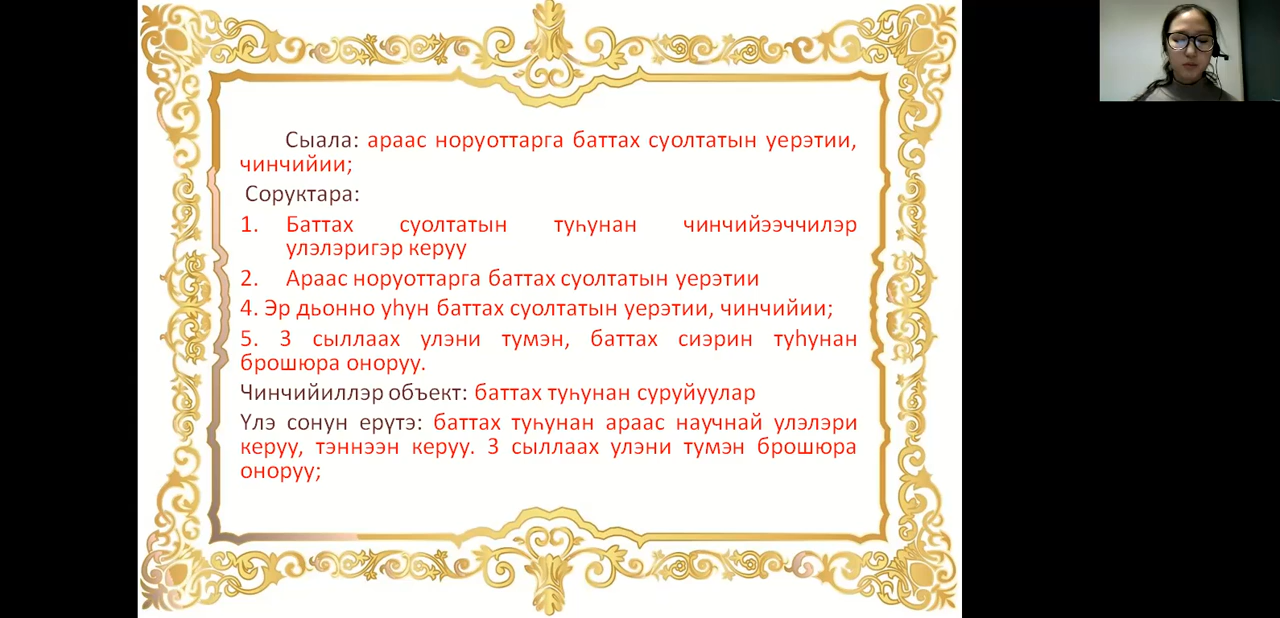 Сыала: араас норуоттарга баттах суолтатын уерэтии,
чинчийии;
Соруктара:
1. Баттах суолтатын туһунан чинчийээччилэр
улэлэригэр керуу
2. Араас норуоттарга баттах суолтатын уерэтии
4. Эр дьонно уһун баттах суолтатын уерэтии, чинчийии;
5. 3 сыллаах улэни тумэн, баттах сиэрин туһунан
брошюра оноруу.
Чинчийиллэр объект: баттах туһунан суруйуулар
Үлэ сонун ерүтэ: баттах туһунан араас научнай улэлэри
керуу, тэннээн керуу. 3 сыллаах улэни тумэн брошюра
оноруу;